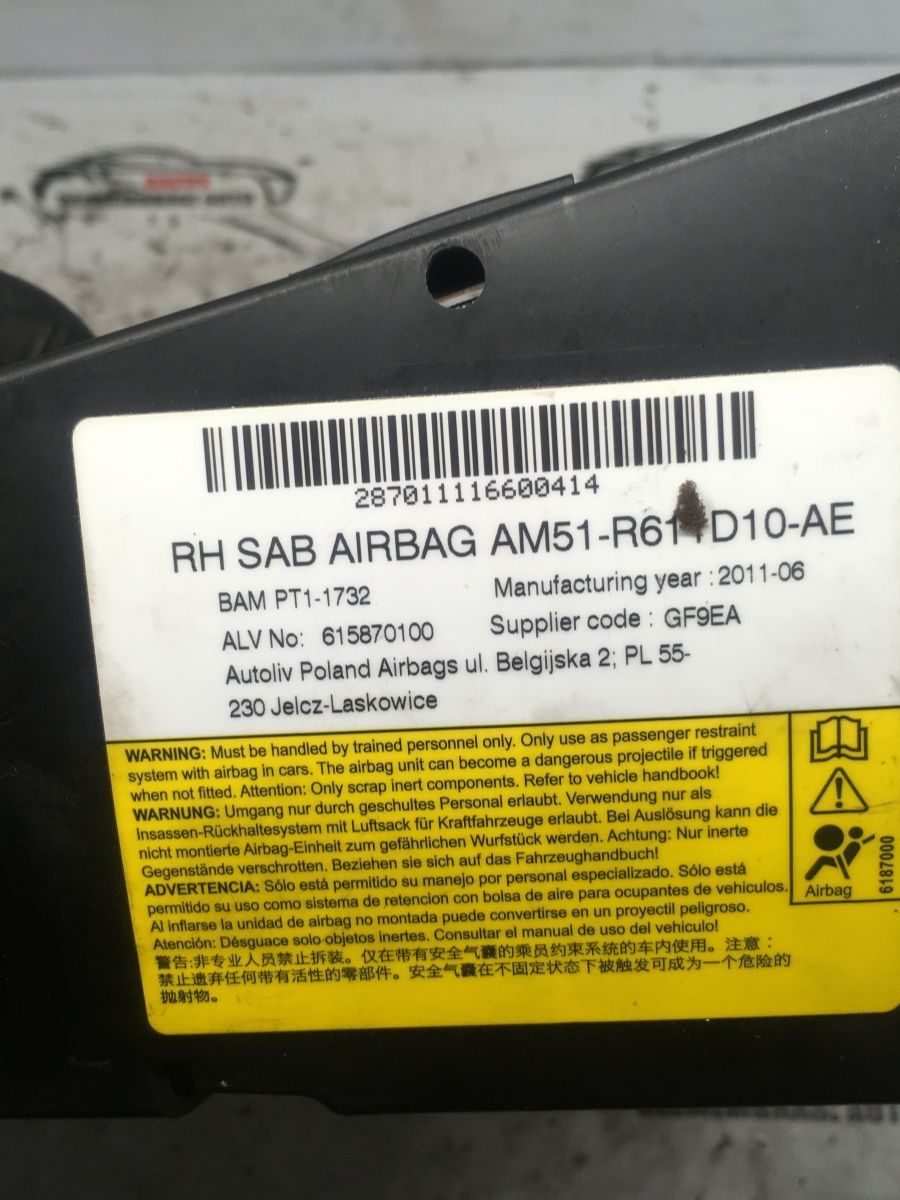 287011116600414
RH SAB AIRBAG AM51-R611D10-AE
BAM PT1-1732 Manufacturing year : 2011-06
ALV No: 615870100 Supplier code : GF9EA
Autoliv Poland Airbags ul. Belgijska 2; PL 55-
230 Jelcz-Laskowice
WARNING: Must be handled by trained personnel only. Only use as passenger restraint
system with airbag in cars. The airbag unit can become a dangerous projectile if triggered
when not fitted. Attention: Only scrap inert components. Refer to vehicle handbook!
WARNUNG: Umgang nur durch geschultes Personal erlaubt. Verwendung nur als
Insassen-Rückhaltesystem mit Luftsack für Kraftfahrzeuge erlaubt. Bei Auslösung kann die
nicht montierte Airbag-Einheit zum gefährlichen Wurfstück werden. Achtung: Nur inerte
Gegenstände verschrotten. Beziehen sie sich auf das Fahrzeughandbuch!
ADVERTENCIA: Sólo está permitido su manejo por personal especializado. Sólo está
permitido su uso como sistema de retencion con bolsa de aire para ocupantes de vehiculos.
Al inflarse la unidad de airbag no montada puede convertirse en un proyectil peligroso.
Atención: Désguace solo objetos inertes. Consultar el manual de uso del vehiculo!
警告:非专业人员禁止拆装。仅在带有安全气囊的乘员约束系统的车内使用。注意：
禁止遗弃任何带有活性的零部件。安全气囊在不固定状态下被触发可成为一个危险的
抛射物。
Airbag
6187000